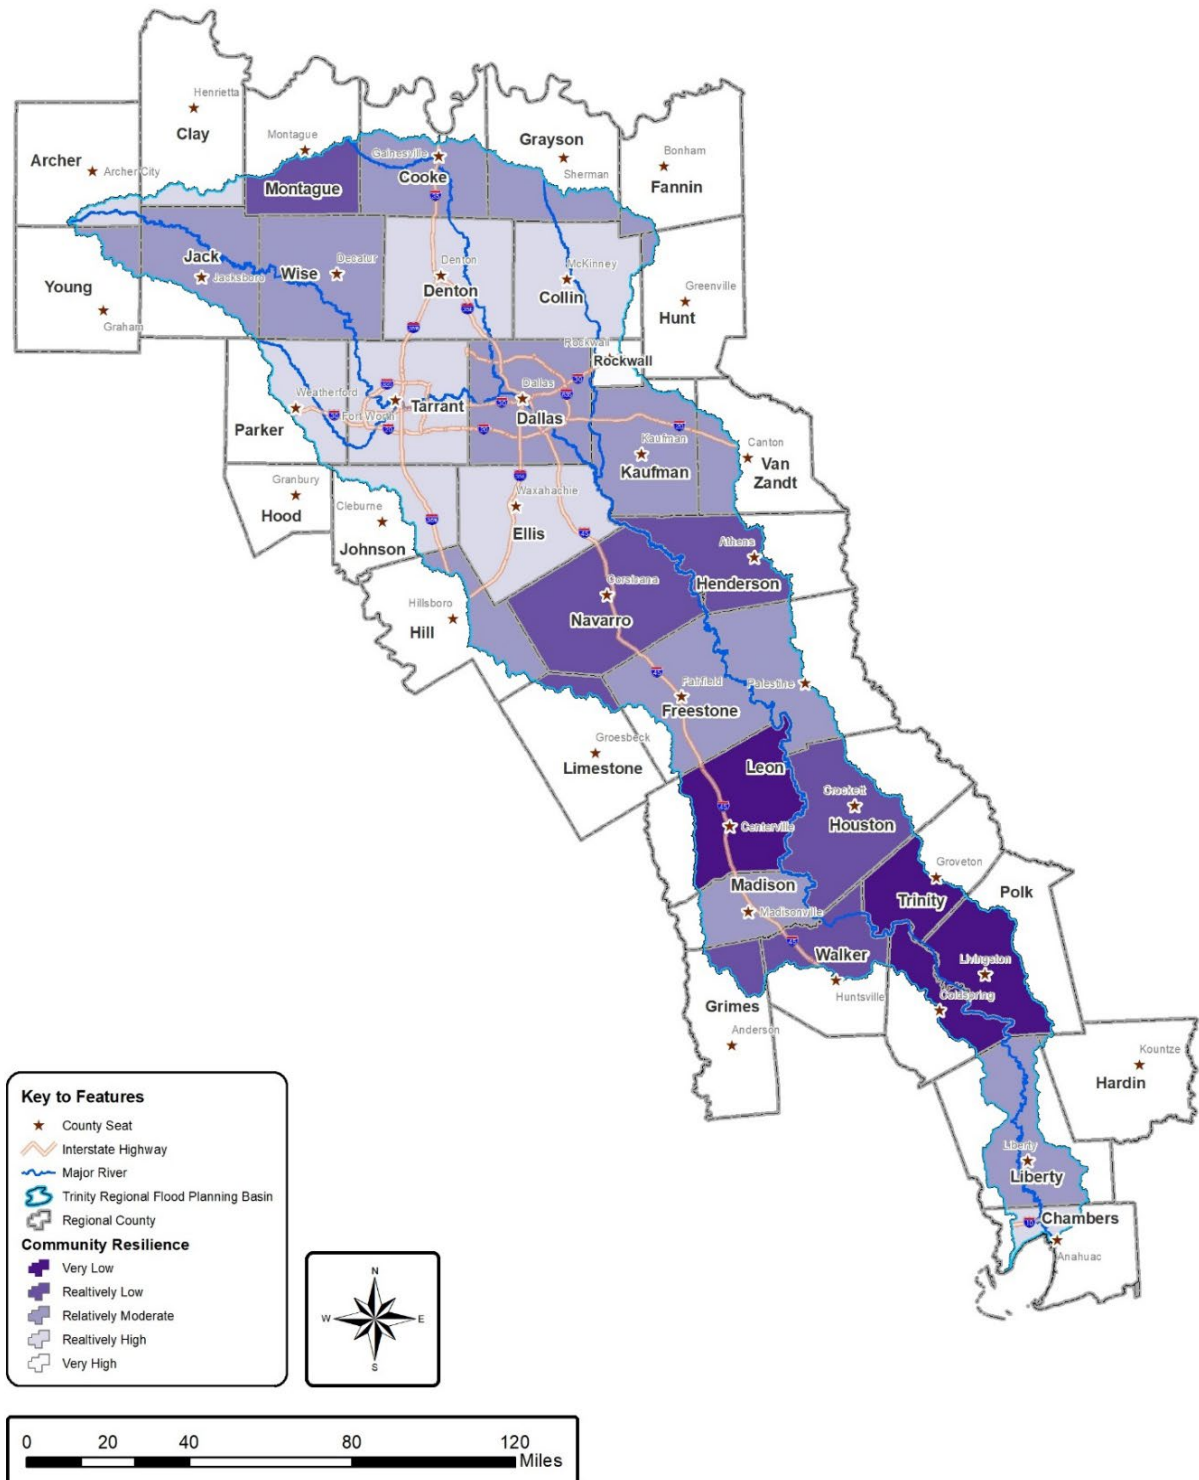 Henrietta
Clay
Montague
Grayson
Sherman
Bonham
Fannin
Archer
Archer City
Gainesville
Cooke
Montague
Jack
Jacksboro
Wise
Decatur
Denton
Denton
McKinney
Collin
Greenville
Hunt
Young
Graham
Rockwall
Rockwall
Weatherford
Parker
Fort Worth
Tarrant
Dallas
Dallas
Kaufman
Kaufman
Canton
Van
Zandt
Granbury
Hood
Cleburne
Johnson
Waxahachie
Ellis
Athens
Henderson
Corsicana
Navarro
Hillsboro
Hill
Fairfield
Freestone
Palestine
Groesbeck
Limestone
Leon
Centerville
Crockett
Houston
Madison
Madisonville
Groveton
Trinity
Polk
Walker
Huntsville
Livingston
Coldspring
Grimes
Anderson
Kountze
Hardin
Liberty
Liberty
Chambers
Anahuac
Key to Features
County Seat
Interstate Highway
Major River
Trinity Regional Flood Planning Basin
Regional County
Community Resilience
Very Low
Realtively Low
Relatively Moderate
Realtively High
Very High
N
W E
S
0 20 40 80 120
Miles